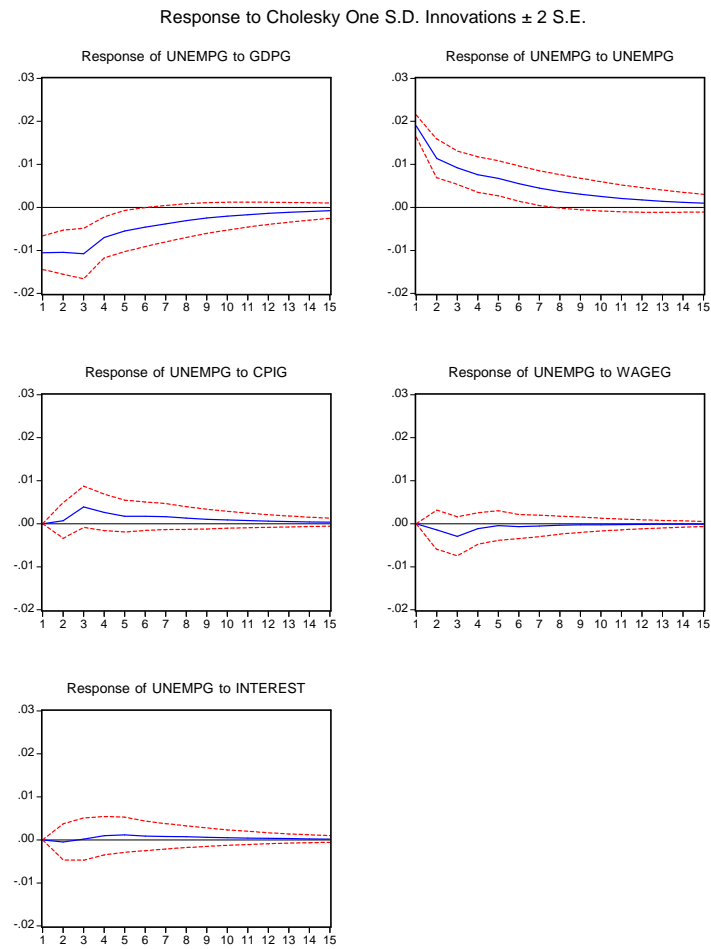 Response to Cholesky One S.D. Innovations ± 2 S.E.
Response of UNEMPG to GDPG
.03
.02
.01
.00
-.01
-.02
1 2 3 4 5 6 7 8 9 10 11 12 13 14 15
Response of UNEMPG to UNEMPG
.03
.02
.01
.00
-.01
-.02
1 2 3 4 5 6 7 8 9 10 11 12 13 14 15
Response of UNEMPG to CPIG
.03
.02
.01
.00
-.01
-.02
1 2 3 4 5 6 7 8 9 10 11 12 13 14 15
Response of UNEMPG to WAGEG
.03
.02
.01
.00
-.01
-.02
1 2 3 4 5 6 7 8 9 10 11 12 13 14 15
Response of UNEMPG to INTEREST
.03
.02
.01
.00
-.01
-.02
1 2 3 4 5 6 7 8 9 10 11 12 13 14 15